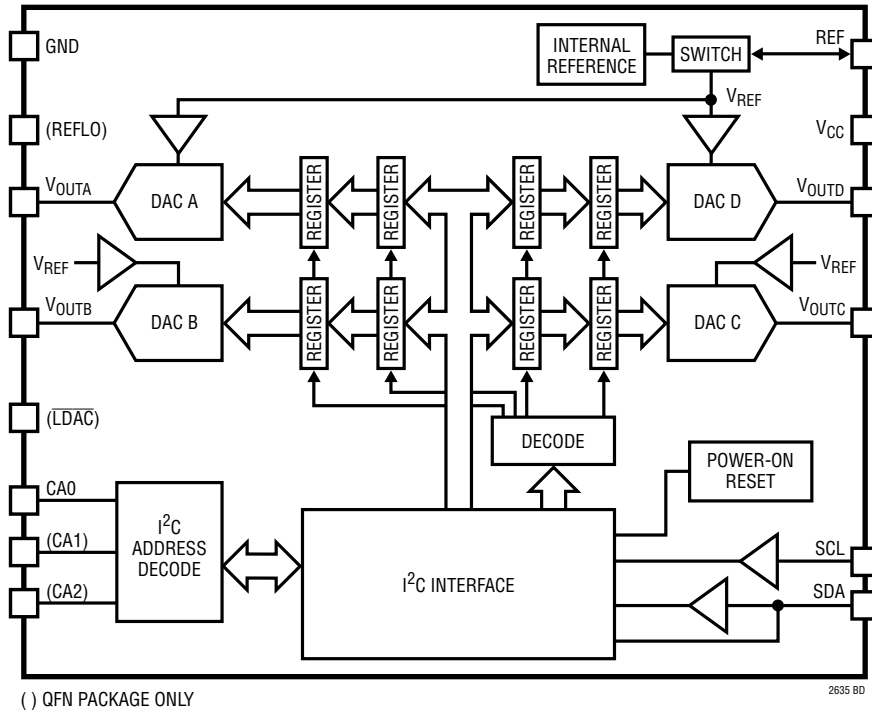 INTERNAL
REFERENCE
SWITCH
REF
GND
VREF
(REFLO)
VCC
VOUTA
DAC A
REGISTER
REGISTER
REGISTER
REGISTER
DAC D
VOUTD
VREF
VREF
VOUTB
DAC B
REGISTER
REGISTER
REGISTER
REGISTER
DAC C
VOUTC
(L̅D̅A̅C̅)
DECODE
POWER-ON
RESET
CA0
(CA1)
(CA2)
I²C
ADDRESS
DECODE
I²C INTERFACE
SCL
SDA
( ) QFN PACKAGE ONLY
2635 BD